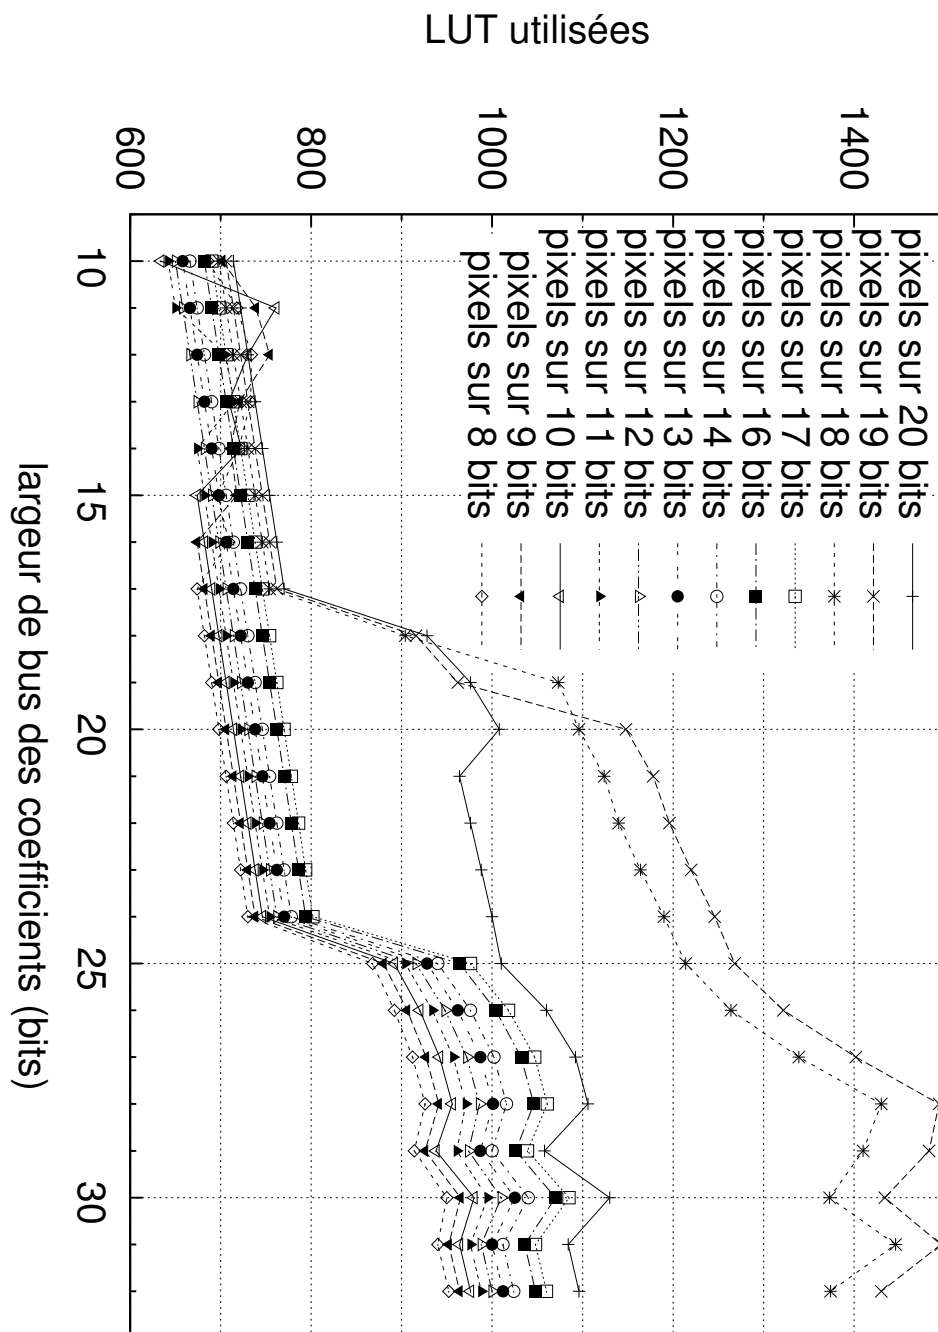 LUT utilisées
1400
1200
1000
800
600
pixels sur 20 bits
pixels sur 19 bits
pixels sur 18 bits
pixels sur 17 bits
pixels sur 16 bits
pixels sur 14 bits
pixels sur 13 bits
pixels sur 12 bits
pixels sur 11 bits
pixels sur 10 bits
pixels sur 9 bits
pixels sur 8 bits
10
15
20
25
30
largeur de bus des coefficients (bits)